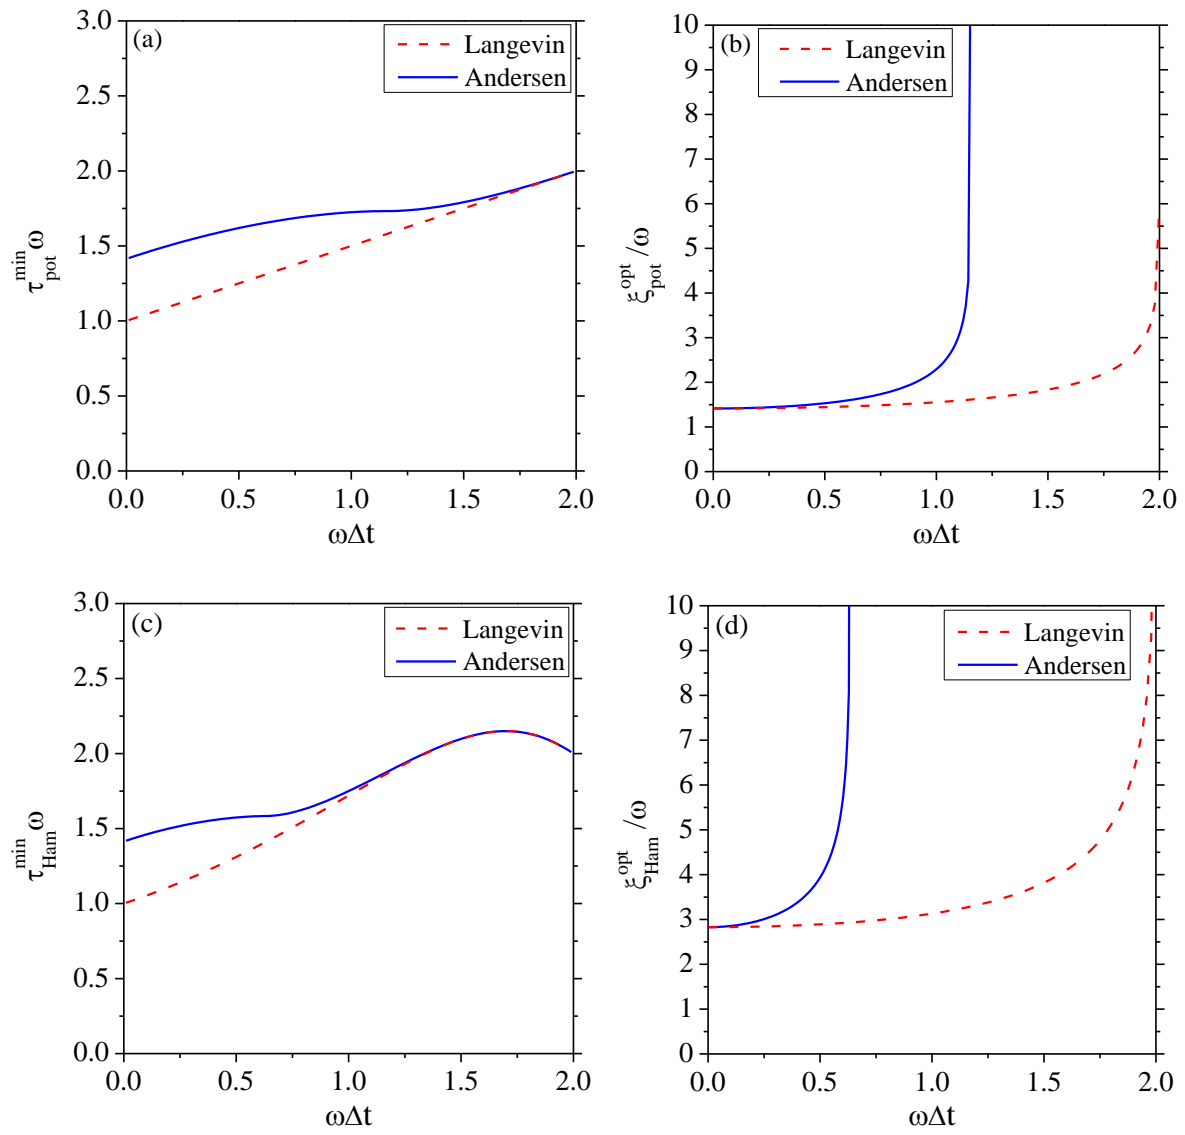 (a)
Langevin
Andersen
3.0
2.5
2.0
1.5
1.0
0.5
0.0
τ_pot^min ω
0.0 0.5 1.0 1.5 2.0
ωΔt
(b)
Langevin
Andersen
10
9
8
7
6
5
4
3
2
1
0
ξ_pot^opt/ω
0.0 0.5 1.0 1.5 2.0
ωΔt
(c)
Langevin
Andersen
3.0
2.5
2.0
1.5
1.0
0.5
0.0
τ_Ham^min ω
0.0 0.5 1.0 1.5 2.0
ωΔt
(d)
Langevin
Andersen
10
9
8
7
6
5
4
3
2
1
0
ξ_Ham^opt/ω
0.0 0.5 1.0 1.5 2.0
ωΔt